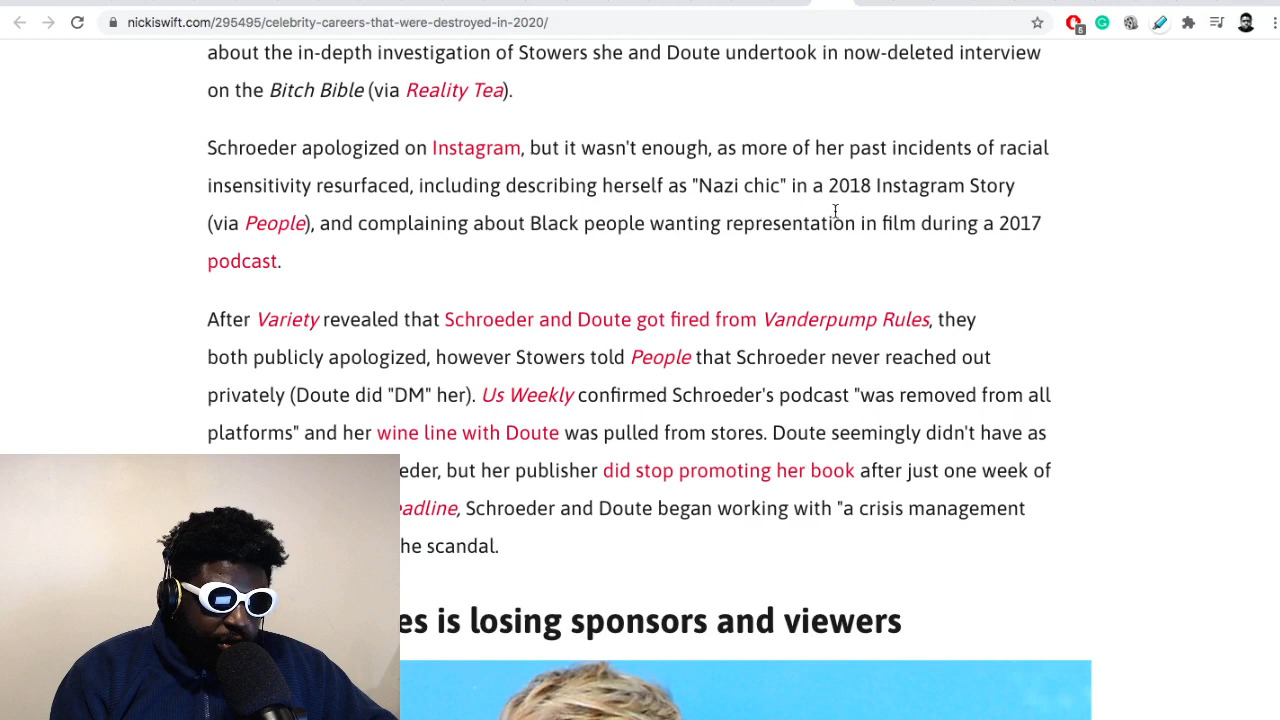 nickiswift.com/295495/celebrity-careers-that-were-destroyed-in-2020/
5
about the in-depth investigation of Stowers she and Doute undertook in now-deleted interview
on the Bitch Bible (via Reality Tea).
Schroeder apologized on Instagram, but it wasn't enough, as more of her past incidents of racial
insensitivity resurfaced, including describing herself as "Nazi chic" in a 2018 Instagram Story
(via People), and complaining about Black people wanting representation in film during a 2017
podcast.
After Variety revealed that Schroeder and Doute got fired from Vanderpump Rules, they
both publicly apologized, however Stowers told People that Schroeder never reached out
privately (Doute did "DM" her). Us Weekly confirmed Schroeder's podcast "was removed from all
platforms" and her wine line with Doute was pulled from stores. Doute seemingly didn't have as
eder, but her publisher did stop promoting her book after just one week of
eadline, Schroeder and Doute began working with "a crisis management
he scandal.
es is losing sponsors and viewers